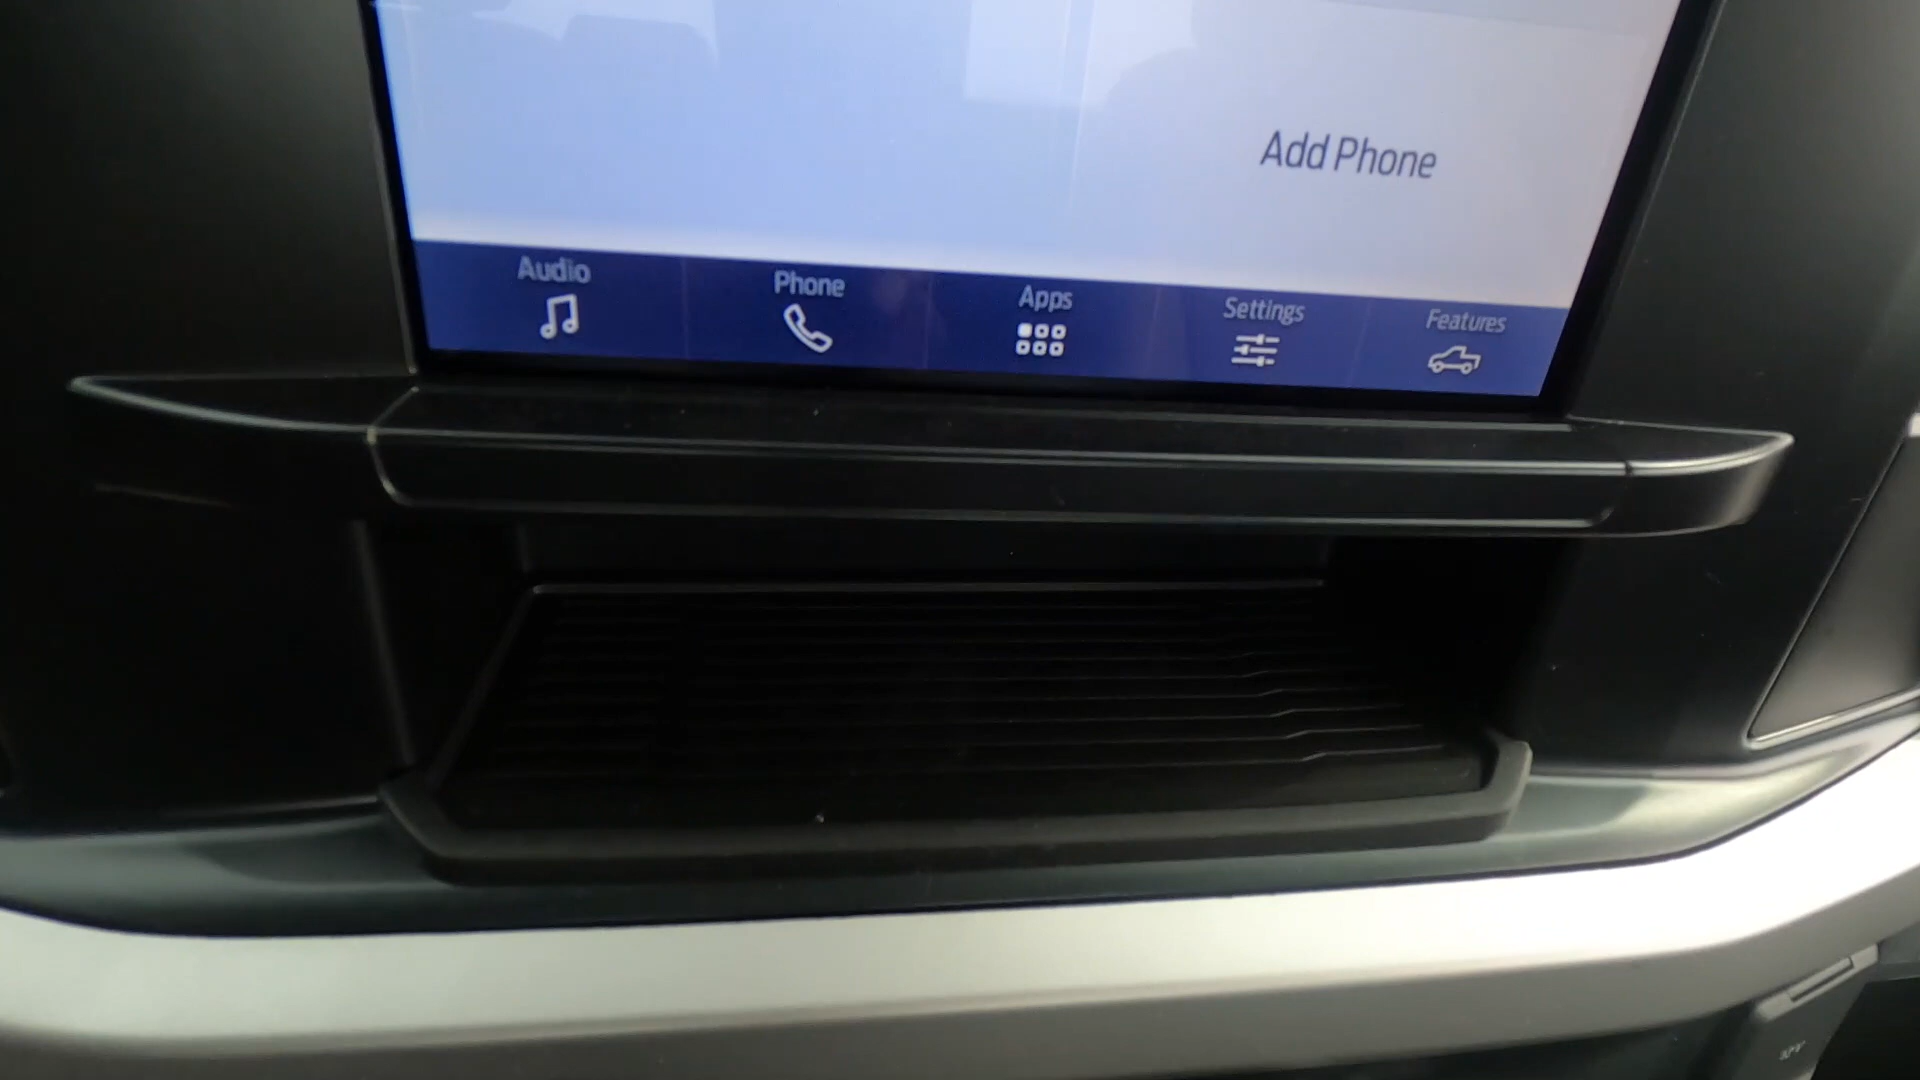 Add Phone
Audio
Phone
Apps
Settings
Features